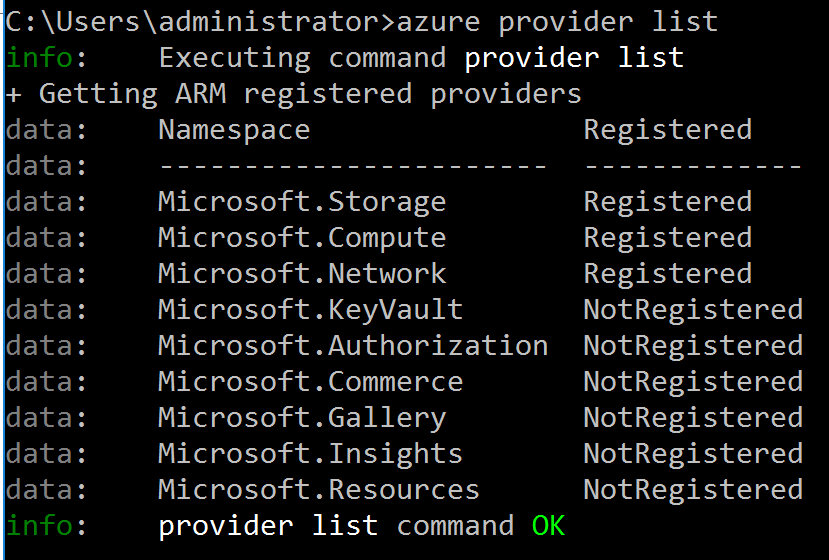 C:\Users\administrator>azure provider list
info:    Executing command provider list
+ Getting ARM registered providers
data:    Namespace                Registered
data:    -----------------------  -------------
data:    Microsoft.Storage        Registered
data:    Microsoft.Compute        Registered
data:    Microsoft.Network        Registered
data:    Microsoft.KeyVault       NotRegistered
data:    Microsoft.Authorization  NotRegistered
data:    Microsoft.Commerce       NotRegistered
data:    Microsoft.Gallery        NotRegistered
data:    Microsoft.Insights       NotRegistered
data:    Microsoft.Resources      NotRegistered
info:    provider list command OK